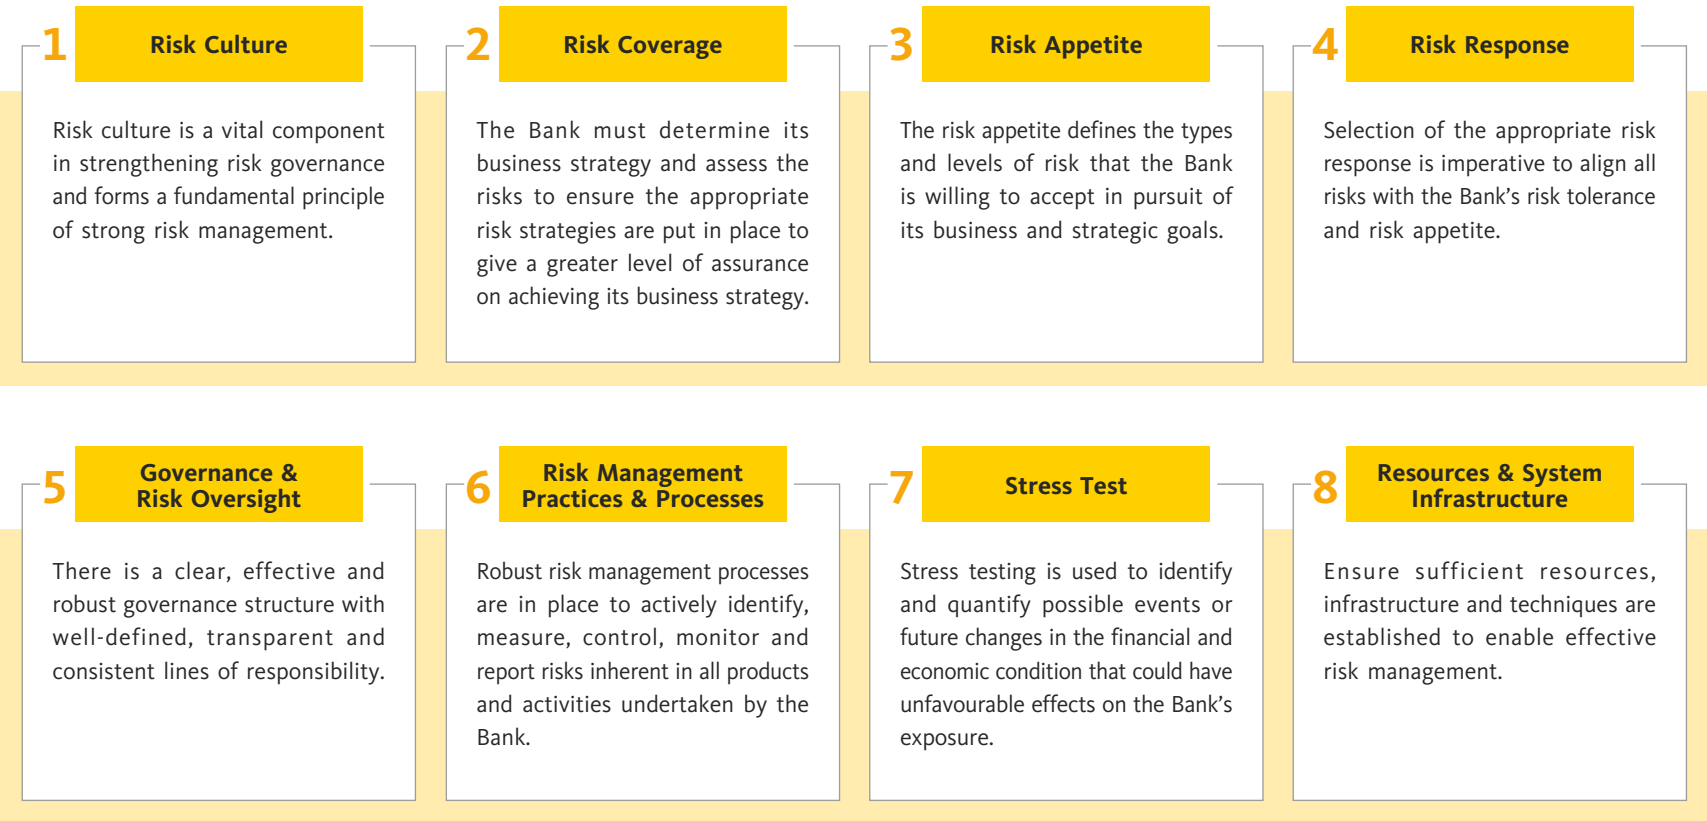 1
Risk Culture
Risk culture is a vital component
in strengthening risk governance
and forms a fundamental principle
of strong risk management.
2
Risk Coverage
The Bank must determine its
business strategy and assess the
risks to ensure the appropriate
risk strategies are put in place to
give a greater level of assurance
on achieving its business strategy.
3
Risk Appetite
The risk appetite defines the types
and levels of risk that the Bank
is willing to accept in pursuit of
its business and strategic goals.
4
Risk Response
Selection of the appropriate risk
response is imperative to align all
risks with the Bank’s risk tolerance
and risk appetite.
5
Governance &
Risk Oversight
There is a clear, effective and
robust governance structure with
well-defined, transparent and
consistent lines of responsibility.
6
Risk Management
Practices & Processes
Robust risk management processes
are in place to actively identify,
measure, control, monitor and
report risks inherent in all products
and activities undertaken by the
Bank.
7
Stress Test
Stress testing is used to identify
and quantify possible events or
future changes in the financial and
economic condition that could have
unfavourable effects on the Bank’s
exposure.
8
Resources & System
Infrastructure
Ensure sufficient resources,
infrastructure and techniques are
established to enable effective
risk management.